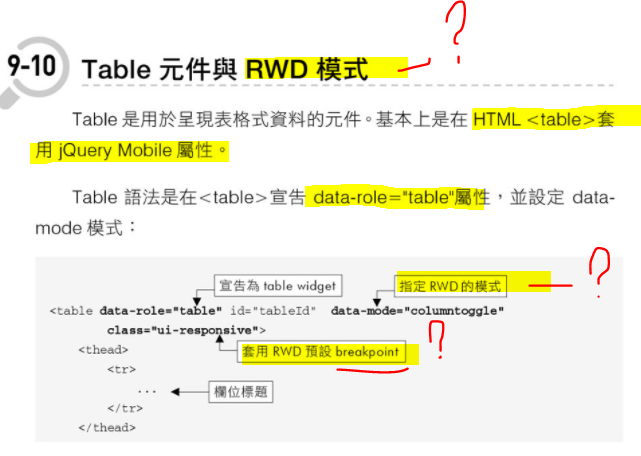 9-10 Table 元件與 RWD 模式 ?
Table 是用於呈現表格式資料的元件。基本上是在 HTML <table>套
用 jQuery Mobile 屬性。
Table 語法是在<table>宣告 data-role="table"屬性，並設定 data-
mode 模式：
宣告為 table widget
指定 RWD 的模式 ?
<table data-role="table" id="tableId" data-mode="columntoggle"
class="ui-responsive">
?
<thead>
套用 RWD 預設 breakpoint
<tr>
... 欄位標題
</tr>
</thead>